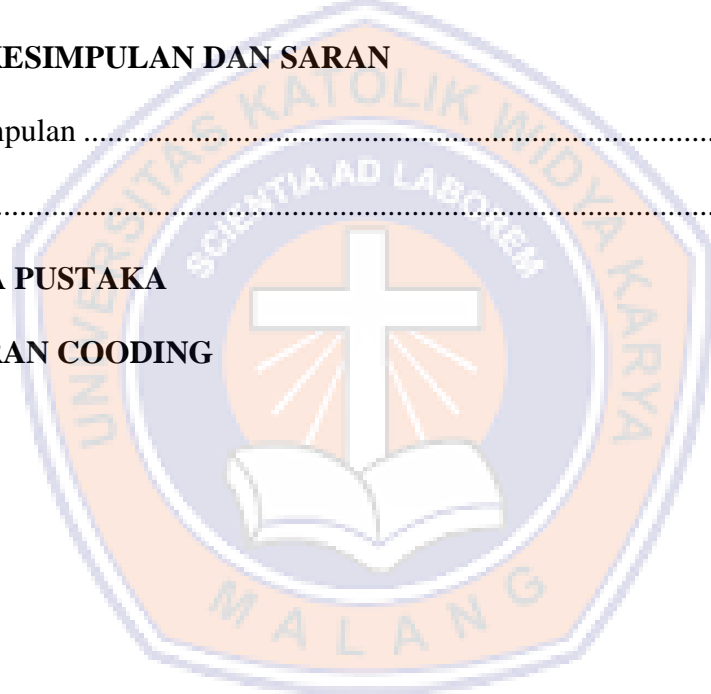 KESIMPULAN DAN SARAN
mpulan ........................................................................
........................................................................
A PUSTAKA
RAN COODING
UNIVERSITAS KATOLIK WIDYA KARYA
SCIENTIA AD LABOREM
MALANG